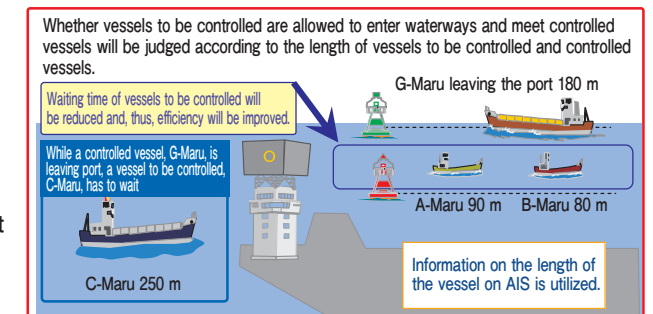 Whether vessels to be controlled are allowed to enter waterways and meet controlled
vessels will be judged according to the length of vessels to be controlled and controlled
vessels.
G-Maru leaving the port 180 m
Waiting time of vessels to be controlled will
be reduced and, thus, efficiency will be improved.
While a controlled vessel, G-Maru, is
leaving port, a vessel to be controlled,
C-Maru, has to wait
O
A-Maru 90 m B-Maru 80 m
C-Maru 250 m
Information on the length of
the vessel on AIS is utilized.